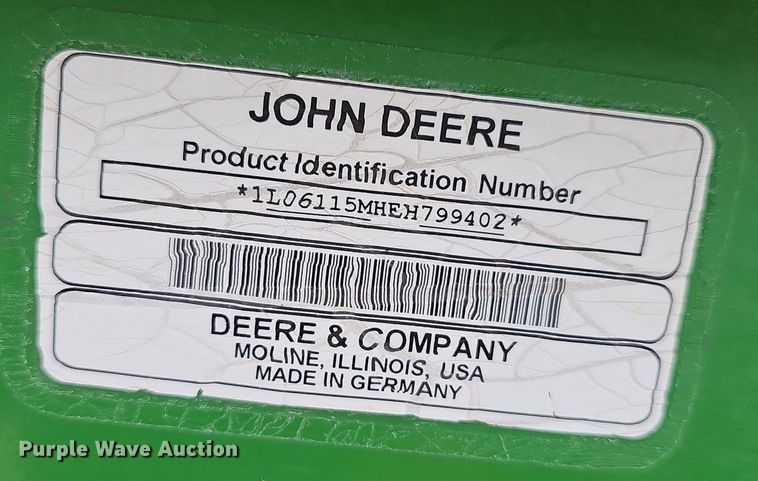 JOHN DEERE
Product Identification Number
*1L06115MHEH799402*
DEERE & COMPANY
MOLINE, ILLINOIS, USA
MADE IN GERMANY
Purple Wave Auction